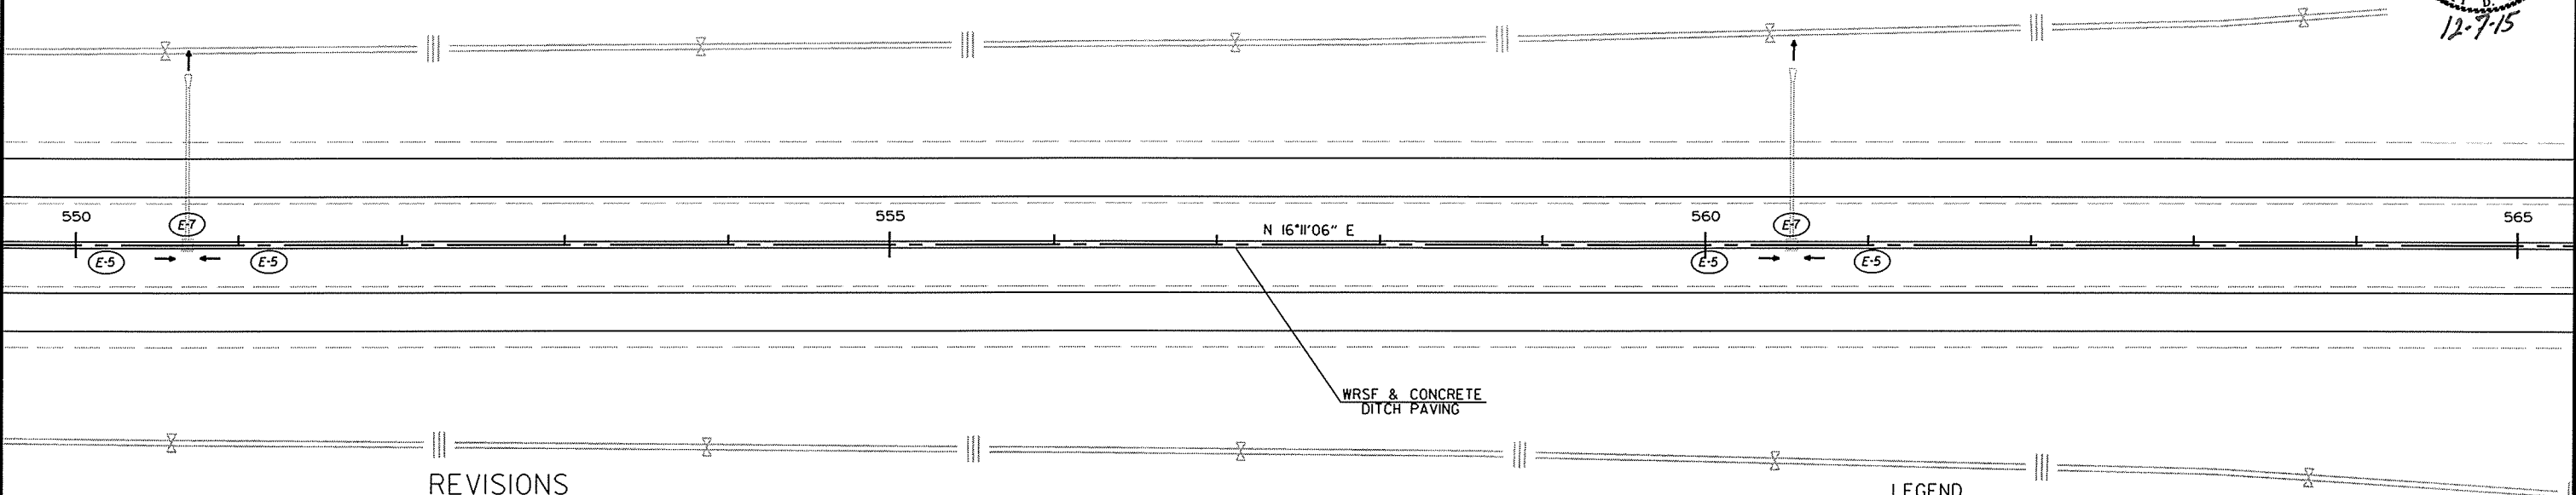 D.
12-7-15
550
555
560
565
E-7
E-7
N 16°11'06" E
E-5
E-5
E-5
E-5
WRSF & CONCRETE
DITCH PAVING
REVISIONS
LEGEND